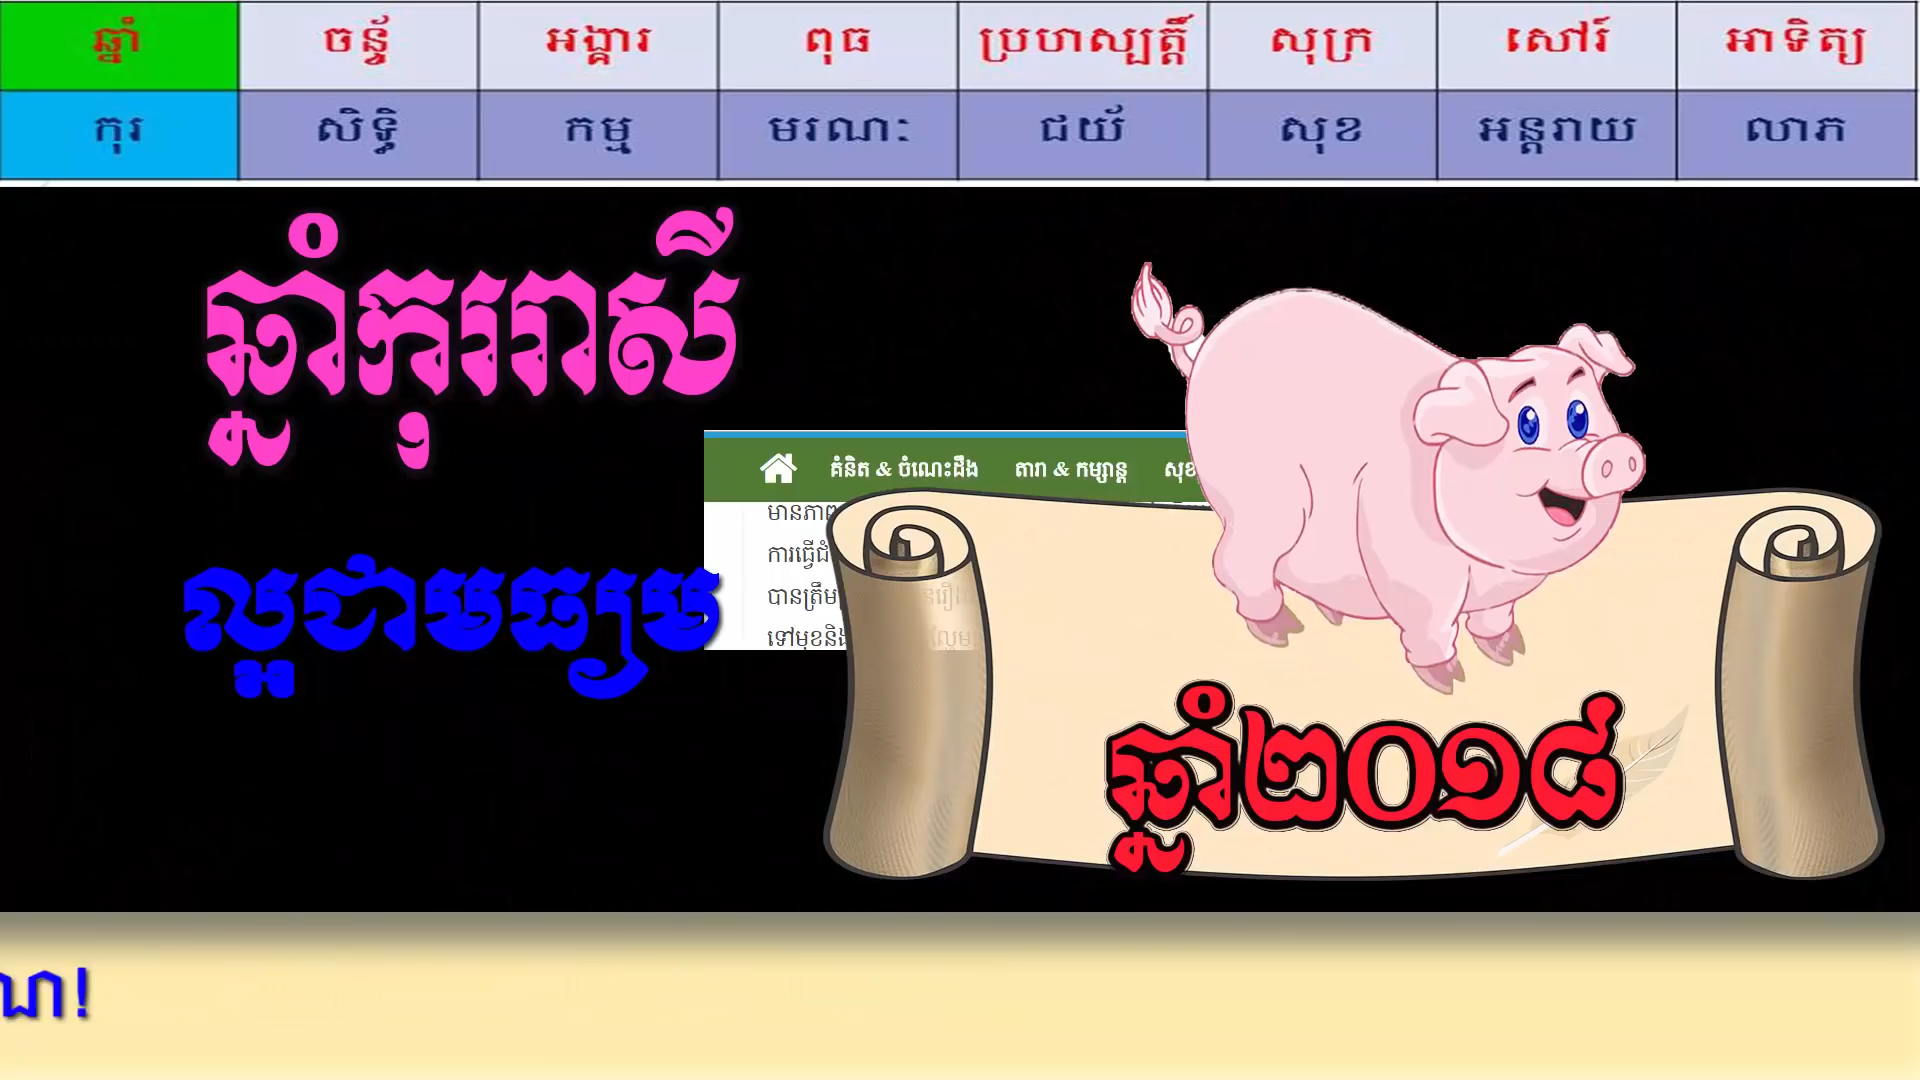 ឆ្នាំ ចន្ទ័ អង្គារ ពុធ ប្រហស្បត្តិ៍ សុក្រ សៅរ៍ អាទិត្យ
កុរ សិទ្ធិ កម្ម មរណៈ ជយ័ សុខ អន្តរាយ លាភ
ឆ្នាំកុររាសី
គំនិត & ចំណេះដឹង តារា & កម្សាន្ត
ការធ្វើជំ
បានត្រឹម
ទៅមុខនិង
ល្អជាមធ្យម
ឆ្នាំ២០១៨
ណ!